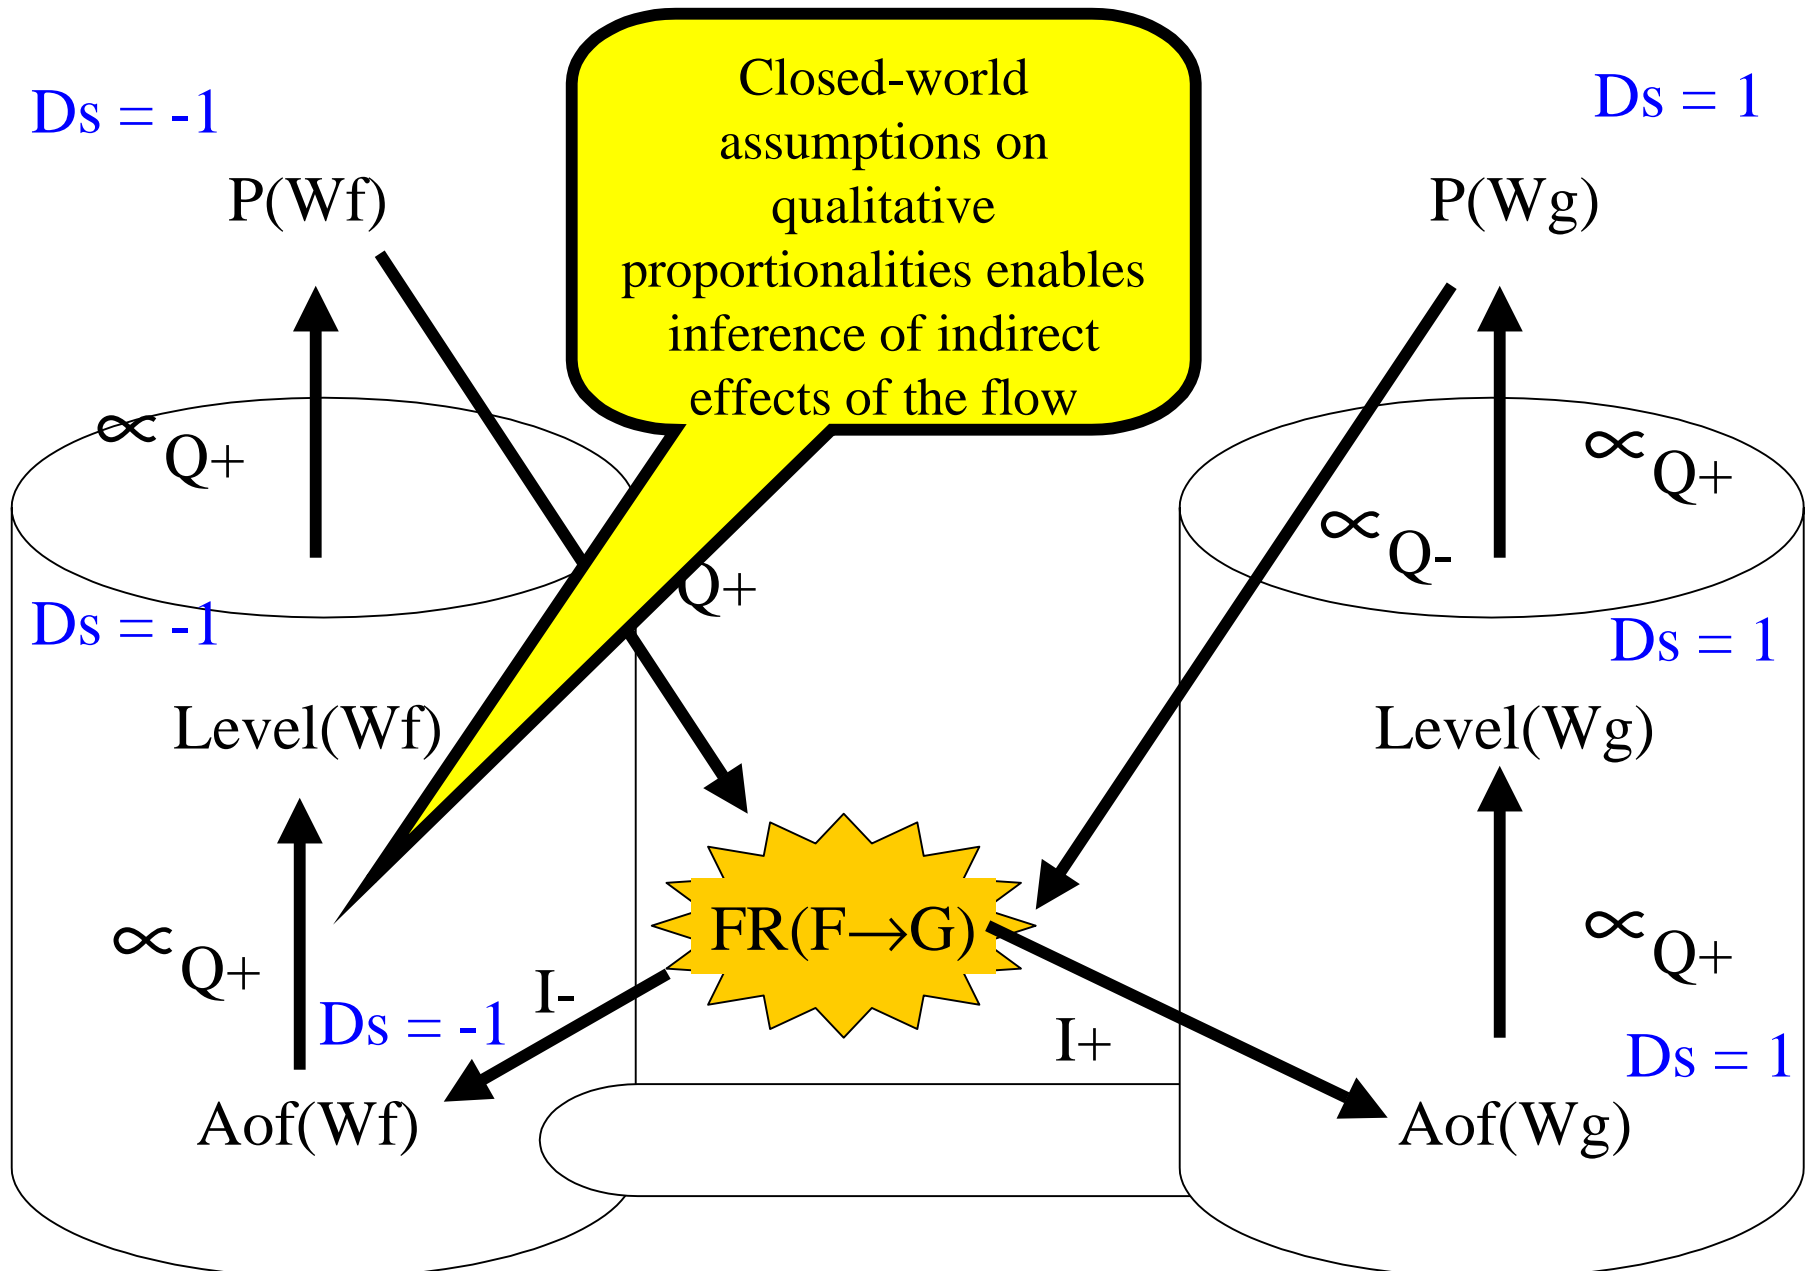 Closed-world
assumptions on
qualitative
proportionalities enables
inference of indirect
effects of the flow
Ds = -1
Ds = 1
P(Wf)
P(Wg)
∝Q+
∝Q+
∝Q-
Q+
Ds = -1
Ds = 1
Level(Wf)
Level(Wg)
FR(F→G)
∝Q+
∝Q+
I-
Ds = -1
I+
Ds = 1
Aof(Wf)
Aof(Wg)